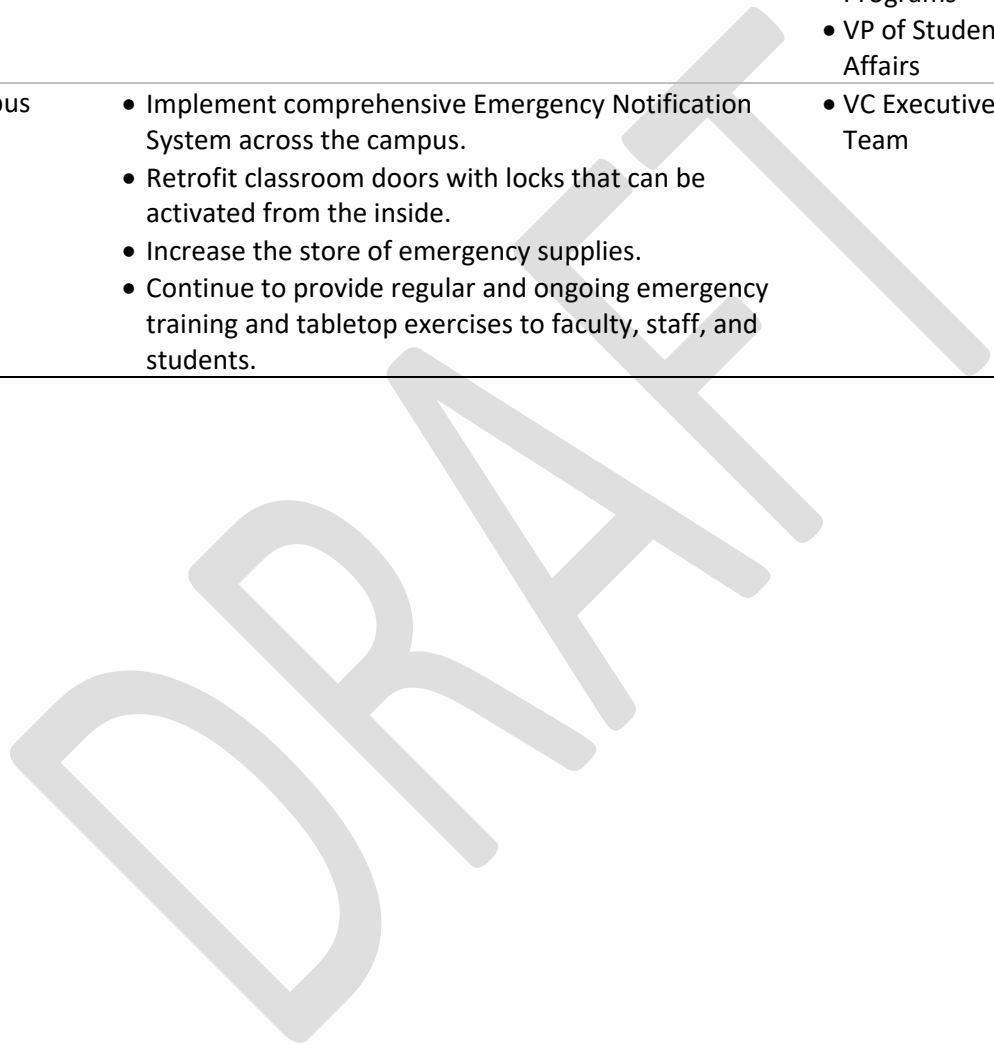 Programs
• VP of Studen
Affairs
ous
• Implement comprehensive Emergency Notification
System across the campus.
• Retrofit classroom doors with locks that can be
activated from the inside.
• Increase the store of emergency supplies.
• Continue to provide regular and ongoing emergency
training and tabletop exercises to faculty, staff, and
students.
• VC Executive
Team
DRAFT